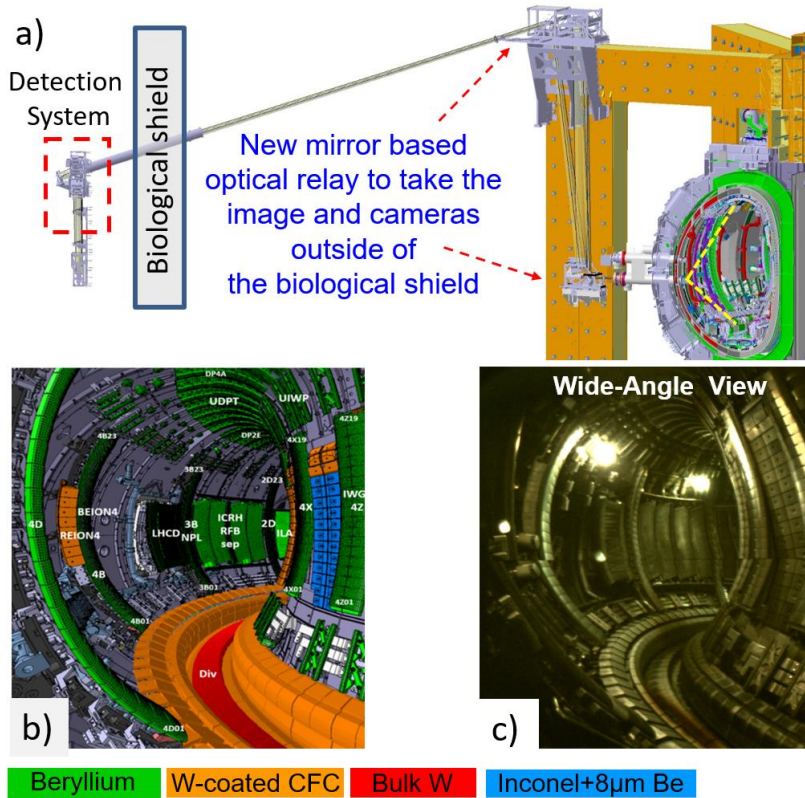 a)
Detection
System
Biological shield
New mirror based
optical relay to take the
image and cameras
outside of
the biological shield
b)
DP4A
UDPT
UIWP
4Z19
DP2E
4X19
4B23
3B23
2D23
4D
BEION4
REION4
4B
LHCD
3B
NPL
ICRH
RFB
sep
2D
ILA
4X
IWG
4Z
3B01
4X01
4Z01
4B01
Div
4D01
c)
Wide-Angle View
Beryllium
W-coated CFC
Bulk W
Inconel+8μm Be